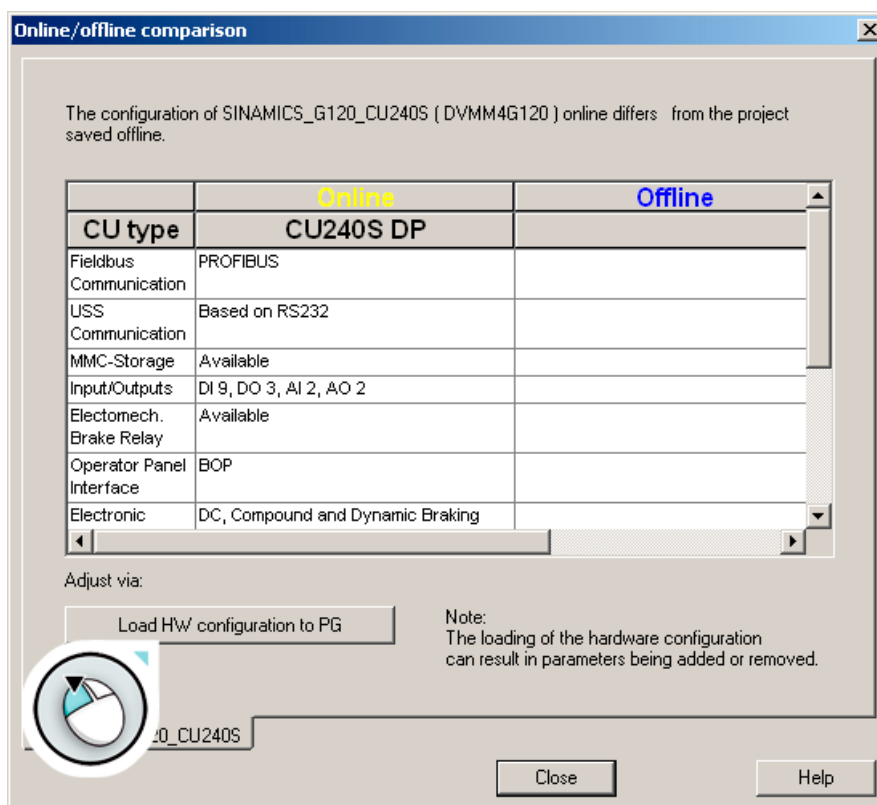 Online/offline comparison
The configuration of SINAMICS_G120_CU240S ( DVMM4G120 ) online differs from the project
saved offline.
Online Offline
CU type CU240S DP
Fieldbus PROFIBUS
Communication
USS Based on RS232
Communication
MMC-Storage Available
Input/Outputs DI 9, DO 3, AI 2, AO 2
Electomech. Available
Brake Relay
Operator Panel BOP
Interface
Electronic DC, Compound and Dynamic Braking
Adjust via:
Load HW configuration to PG
Note:
The loading of the hardware configuration
can result in parameters being added or removed.
20_CU240S
Close Help